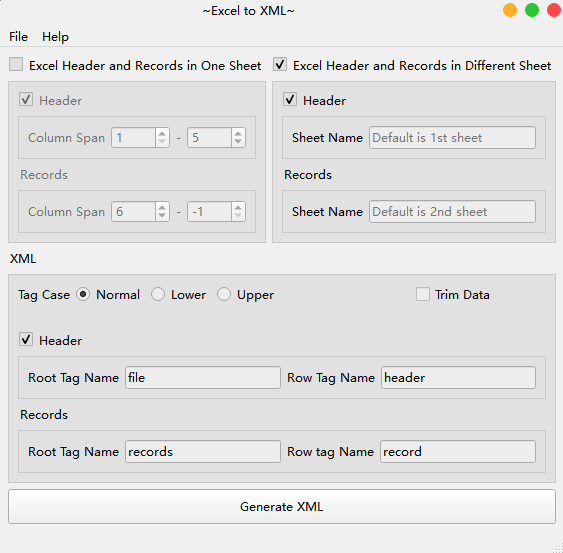 ~Excel to XML~
File Help
Excel Header and Records in One Sheet
Excel Header and Records in Different Sheet
Header
Header
Column Span 1 - 5
Sheet Name Default is 1st sheet
Records
Records
Column Span 6 - -1
Sheet Name Default is 2nd sheet
XML
Tag Case Normal Lower Upper Trim Data
Header
Root Tag Name file Row Tag Name header
Records
Root Tag Name records Row tag Name record
Generate XML